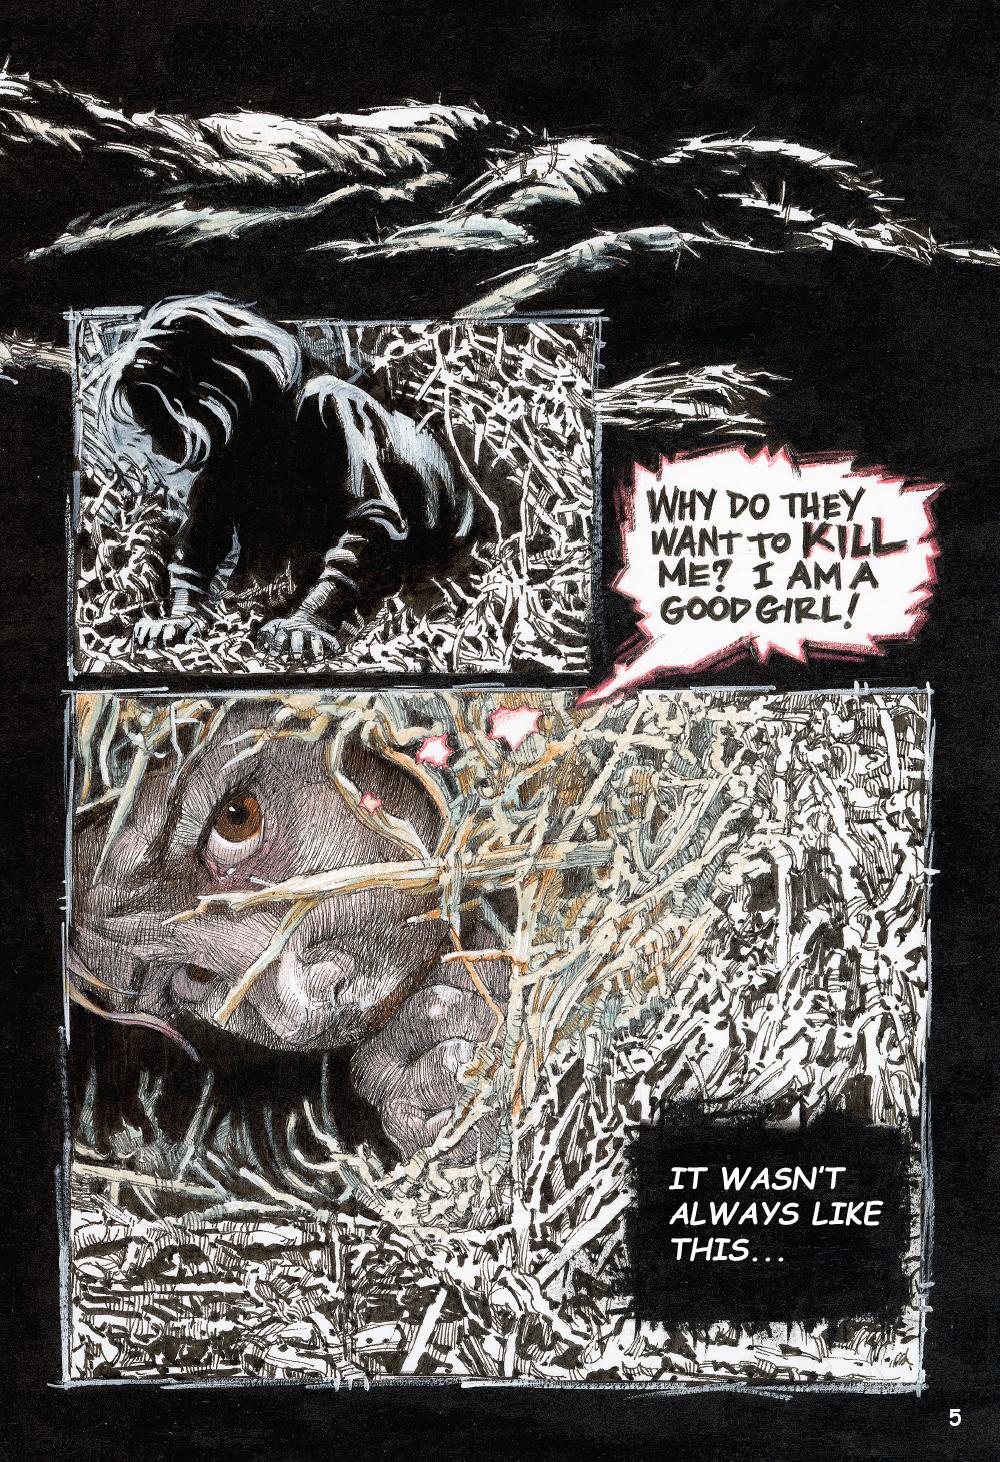 WHY DO THEY
WANT TO KILL
ME? I AM A
GOOD GIRL!
IT WASN'T
ALWAYS LIKE
THIS...
5